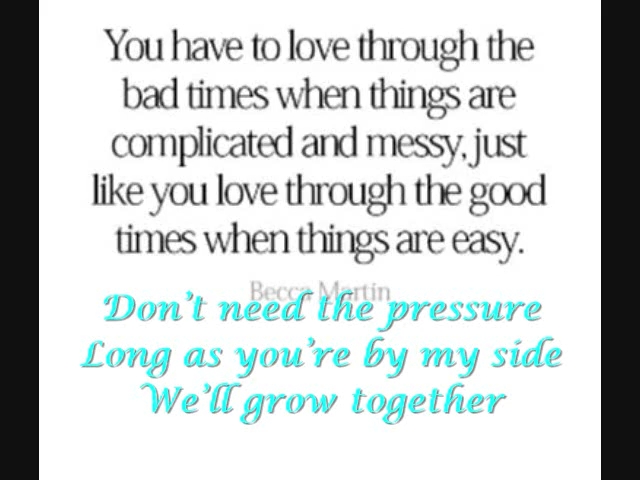 You have to love through the
bad times when things are
complicated and messy, just
like you love through the good
times when things are easy.
Becca Martin
Don't need the pressure
Long as you're by my side
We'll grow together